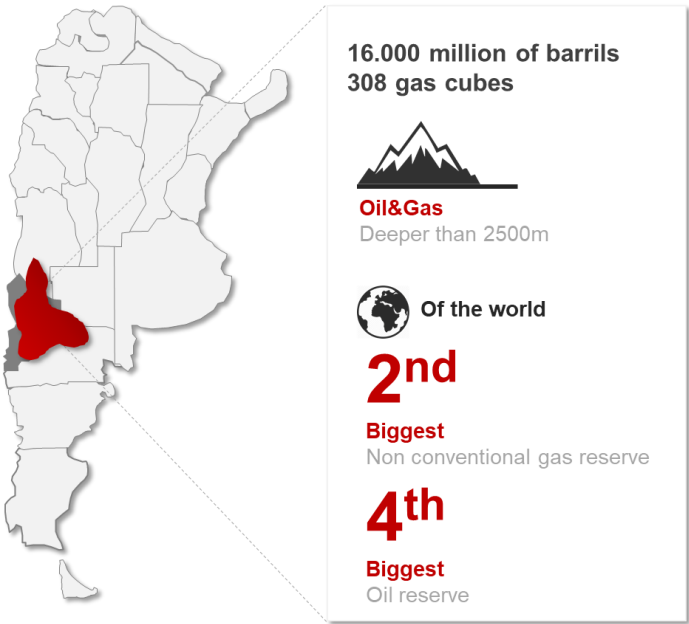 16.000 million of barrils
308 gas cubes
Oil&Gas
Deeper than 2500m
Of the world
2nd
Biggest
Non conventional gas reserve
4th
Biggest
Oil reserve